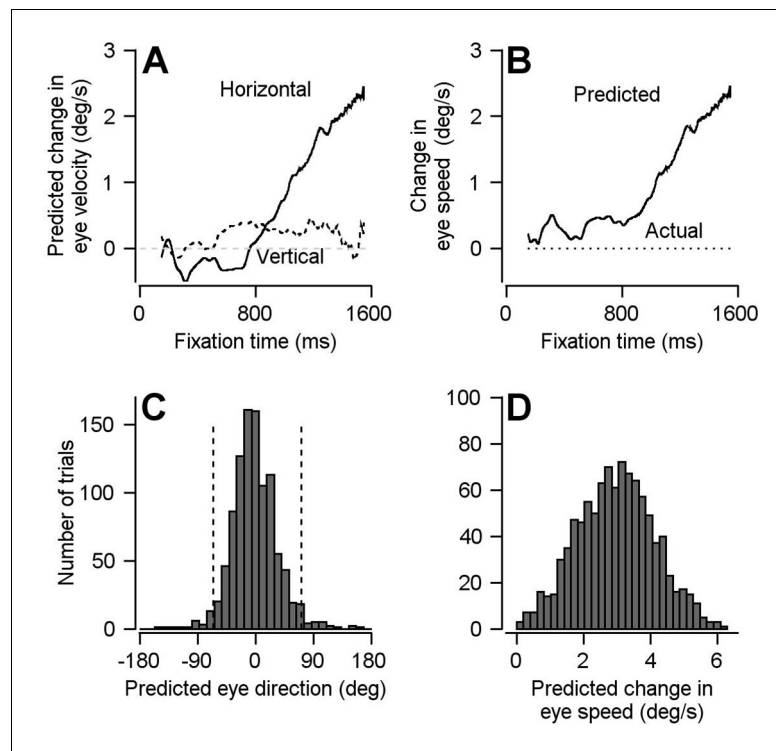 A
3
2
1
0
Predicted change in
eye velocity (deg/s)
Horizontal
Vertical
0
800
1600
Fixation time (ms)
B
3
2
1
0
Change in
eye speed (deg/s)
Predicted
Actual
0
800
1600
Fixation time (ms)
C
150
100
50
0
Number of trials
-180
-90
0
90
180
Predicted eye direction (deg)
D
100
80
60
40
20
0
0
2
4
6
Predicted change in
eye speed (deg/s)